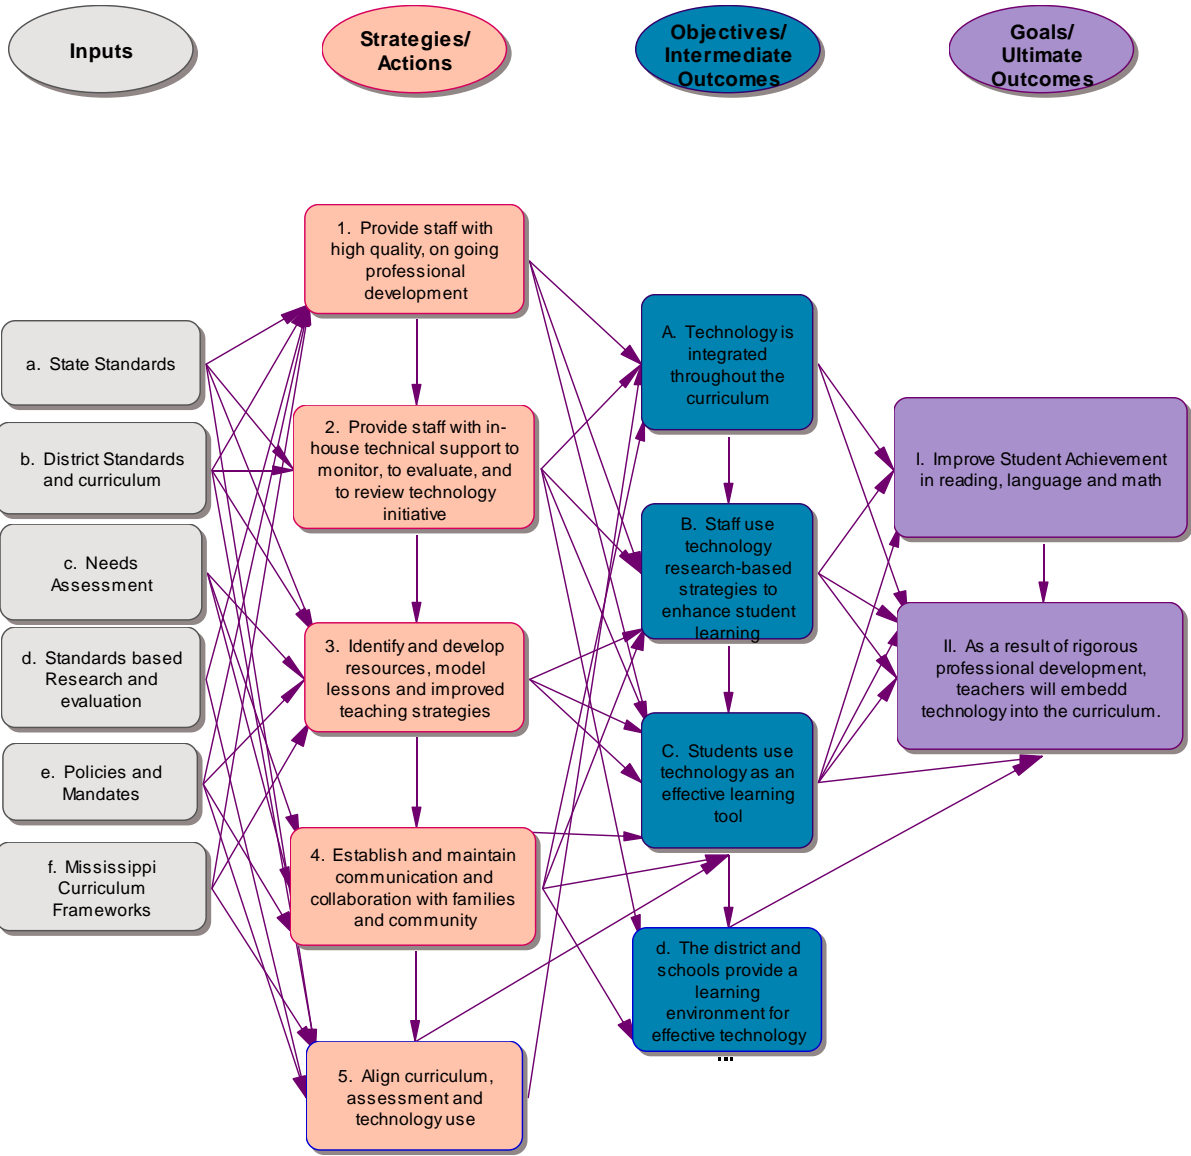 Inputs
Strategies/
Actions
Objectives/
Intermediate
Outcomes
Goals/
Ultimate
Outcomes
a. State Standards
b. District Standards
and curriculum
c. Needs
Assessment
d. Standards based
Research and
evaluation
e. Policies and
Mandates
f. Mississippi
Curriculum
Frameworks
1. Provide staff with
high quality, on going
professional
development
2. Provide staff with in-
house technical support to
monitor, to evaluate, and
to review technology
initiative
3. Identify and develop
resources, model
lessons and improved
teaching strategies
4. Establish and maintain
communication and
collaboration with families
and community
5. Align curriculum,
assessment and
technology use
A. Technology is
integrated
throughout the
curriculum
B. Staff use
technology
research-based
strategies to
enhance student
learning
C. Students use
technology as an
effective learning
tool
d. The district and
schools provide a
learning
environment for
effective technology
I. Improve Student Achievement
in reading, language and math
II. As a result of rigorous
professional development,
teachers will embedd
technology into the curriculum.